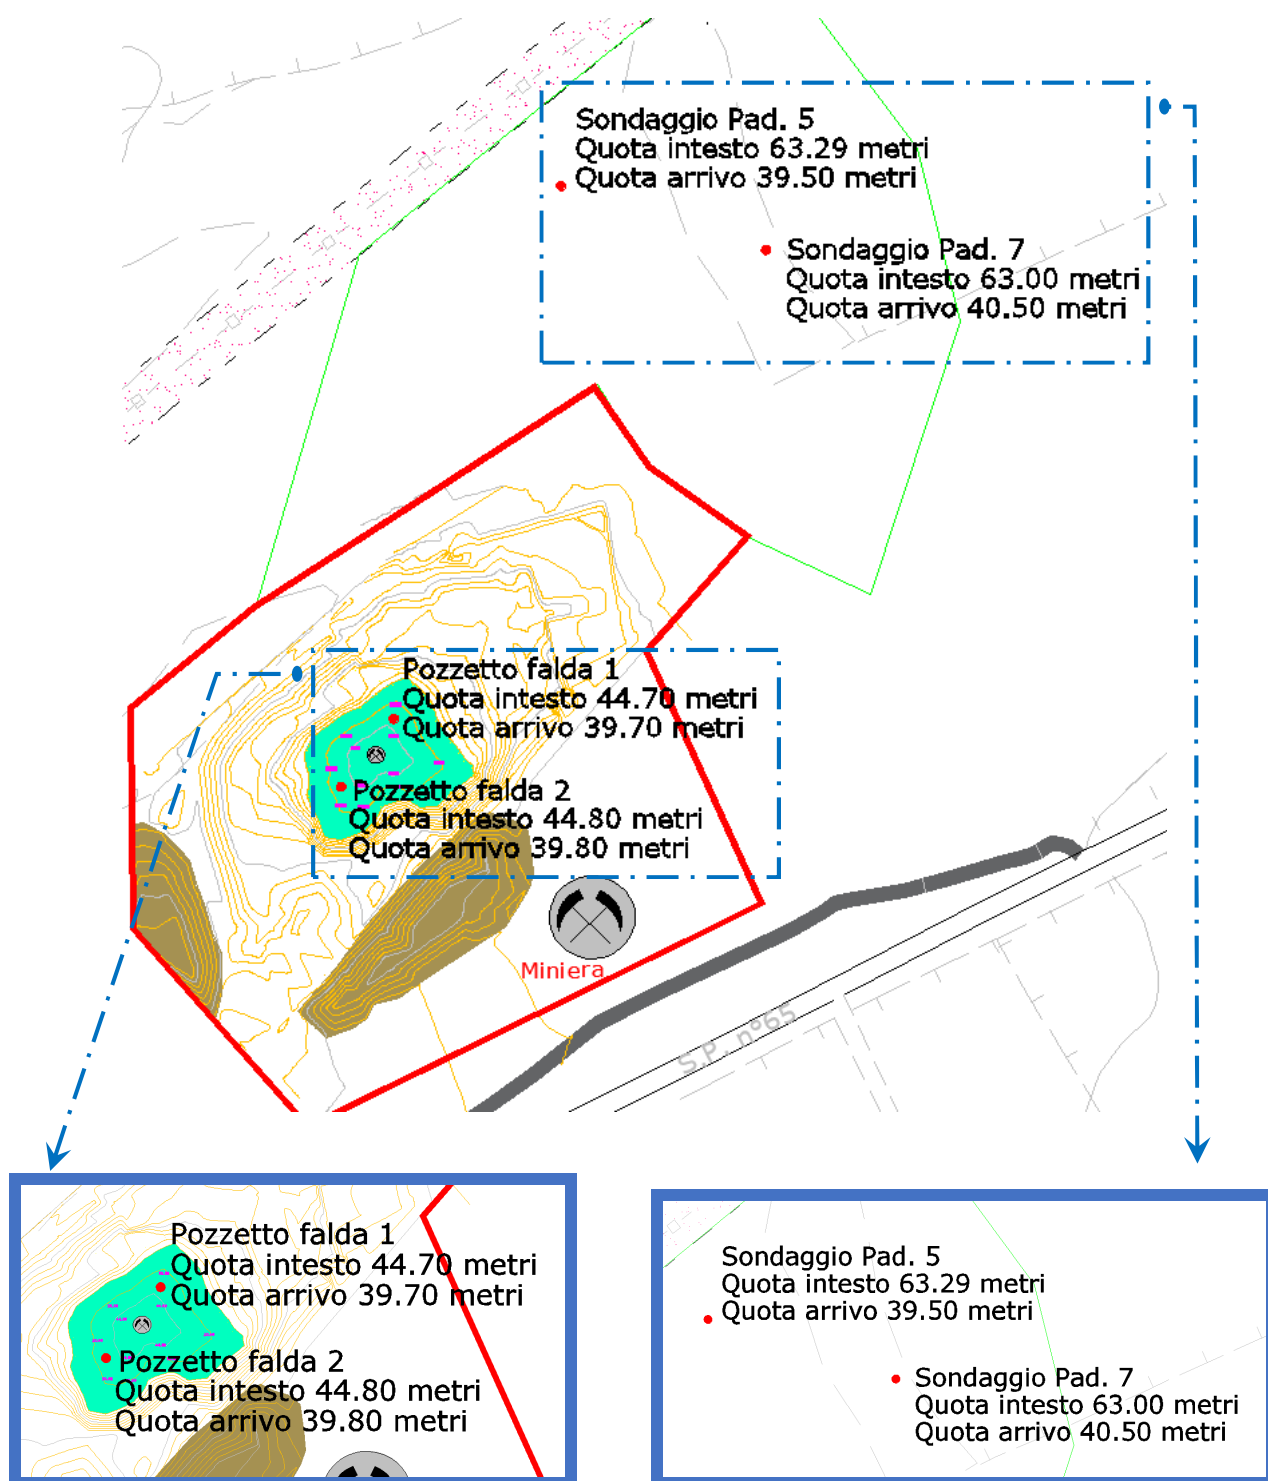 Sondaggio Pad. 5
Quota intesto 63.29 metri
Quota arrivo 39.50 metri
Sondaggio Pad. 7
Quota intesto 63.00 metri
Quota arrivo 40.50 metri
Pozzetto falda 1
Quota intesto 44.70 metri
Quota arrivo 39.70 metri
Pozzetto falda 2
Quota intesto 44.80 metri
Quota arrivo 39.80 metri
Miniera
S.P. n°65
Pozzetto falda 1
Quota intesto 44.70 metri
Quota arrivo 39.70 metri
Pozzetto falda 2
Quota intesto 44.80 metri
Quota arrivo 39.80 metri
Sondaggio Pad. 5
Quota intesto 63.29 metri
Quota arrivo 39.50 metri
Sondaggio Pad. 7
Quota intesto 63.00 metri
Quota arrivo 40.50 metri